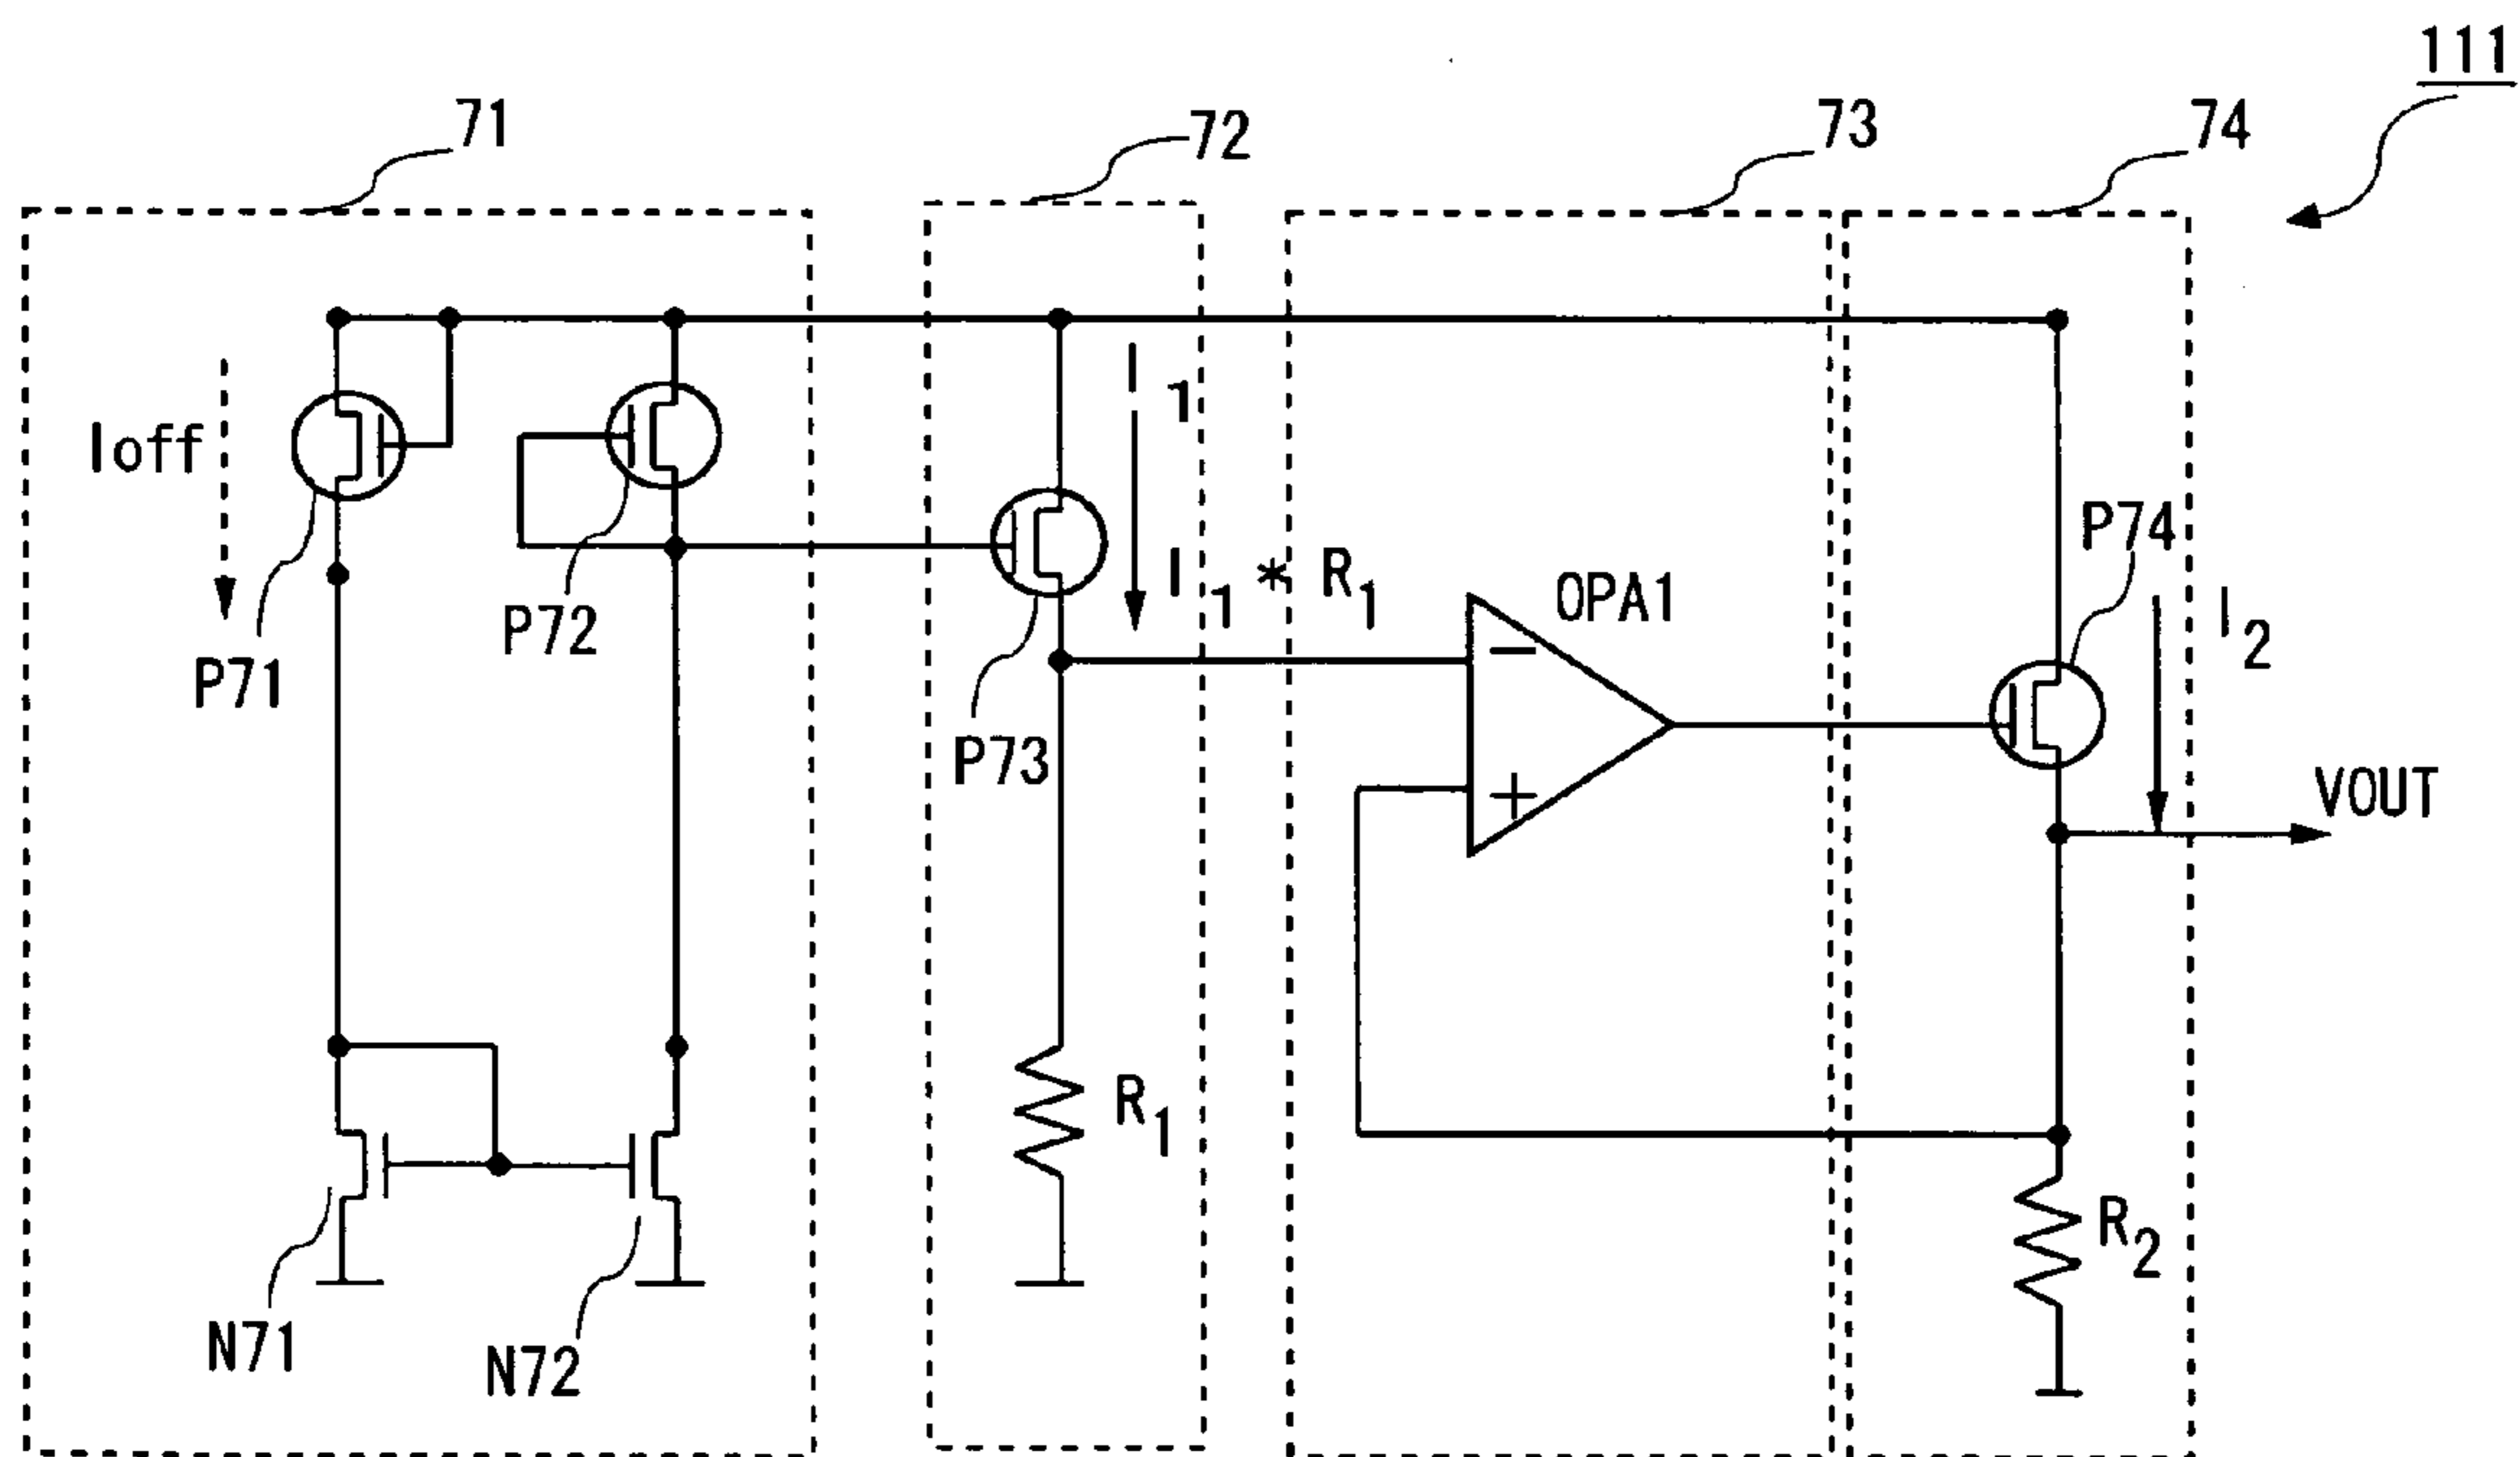 111
71
72
73
74
I1
Ioff
P74
I1 * R1
OPA1
P72
I2
P71
P73
VOUT
R1
R2
N71
N72